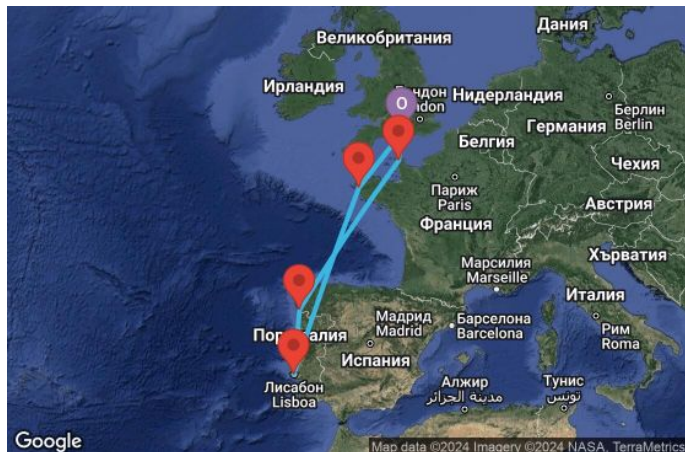 Дания
Великобритания
Ирландия
О
Нидерландия
Берлин
Berlin
Германия
Белгия
Чехия
Париж
Paris
Австрия
Франция
Хърватия
Марсилия
Marseille
Италия
Мадрид
Madrid
Барселона
Barcelona
Рим
Roma
Испания
Лисабон
Lisboa
Алжир
مدينة الجزائر
Тунис
تونس
Google
Map data ©2024 Imagery ©2024 NASA, TerraMetrics